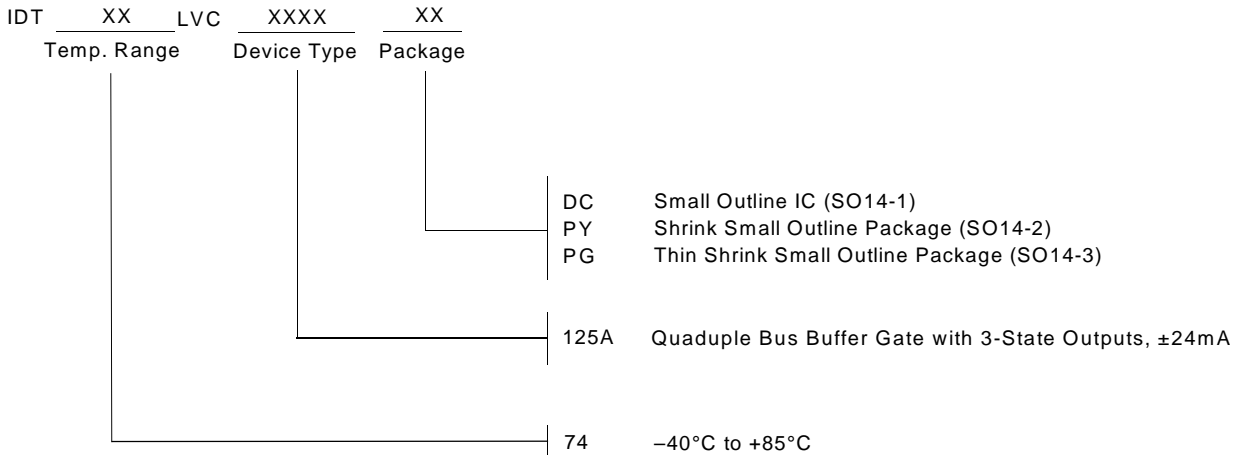 IDT XX LVC XXXX XX
Temp. Range Device Type Package
DC Small Outline IC (SO14-1)
PY Shrink Small Outline Package (SO14-2)
PG Thin Shrink Small Outline Package (SO14-3)
125A Quaduple Bus Buffer Gate with 3-State Outputs, ±24mA
74 –40°C to +85°C